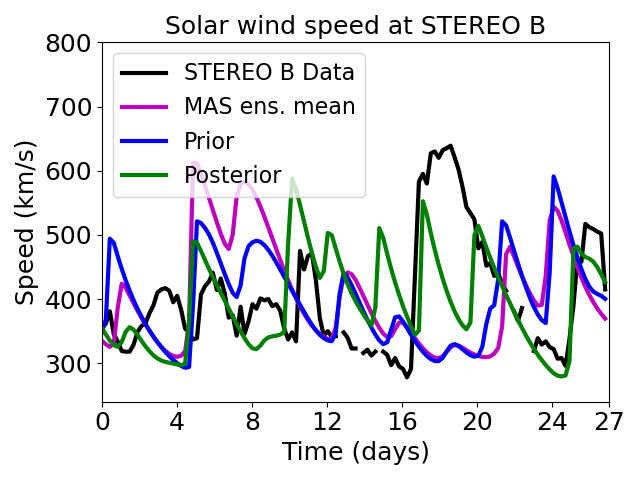 Solar wind speed at STEREO B
800
700
600
500
400
300
Speed (km/s)
STEREO B Data
MAS ens. mean
Prior
Posterior
0 4 8 12 16 20 24 27
Time (days)